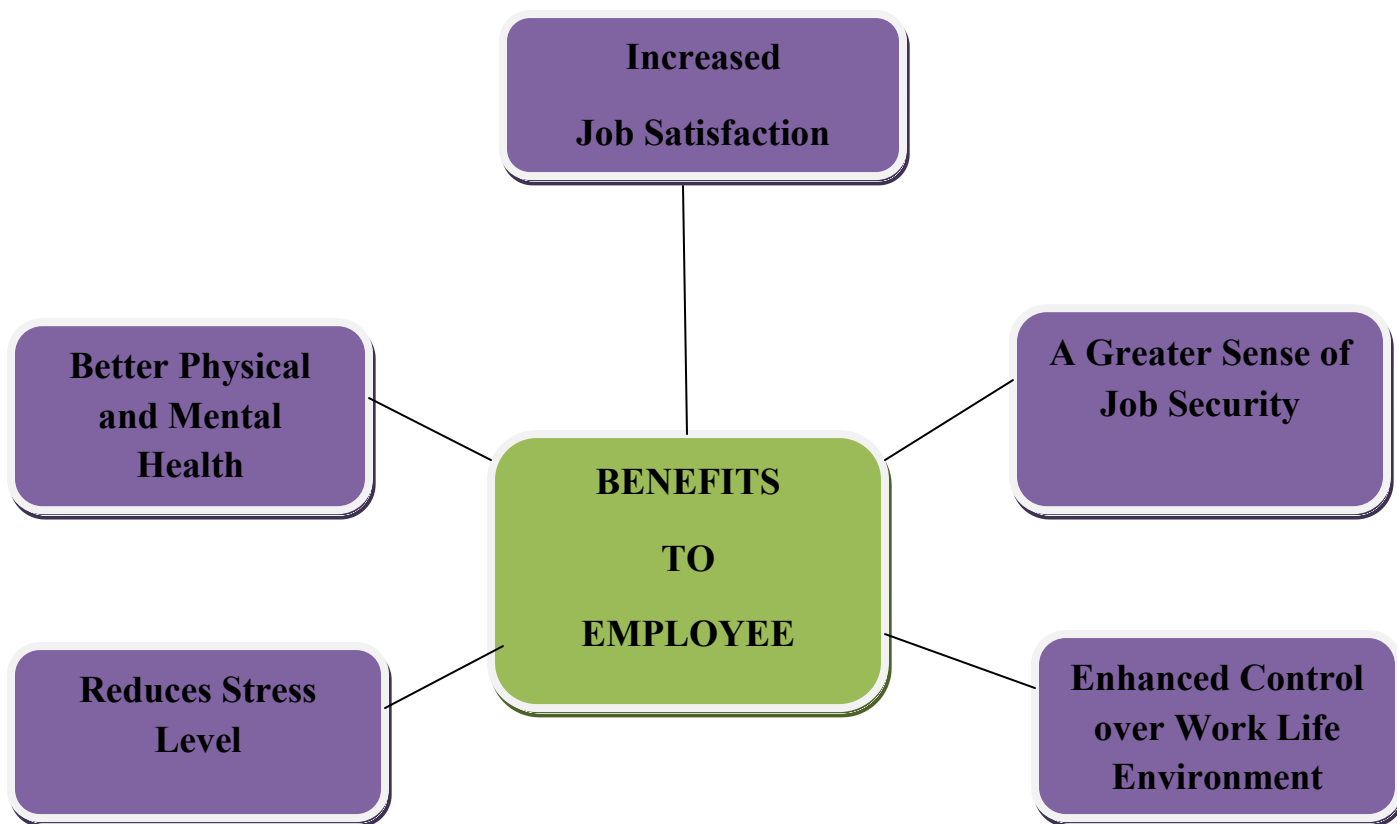 Increased
Job Satisfaction
Better Physical
and Mental
Health
A Greater Sense of
Job Security
BENEFITS
TO
EMPLOYEE
Reduces Stress
Level
Enhanced Control
over Work Life
Environment